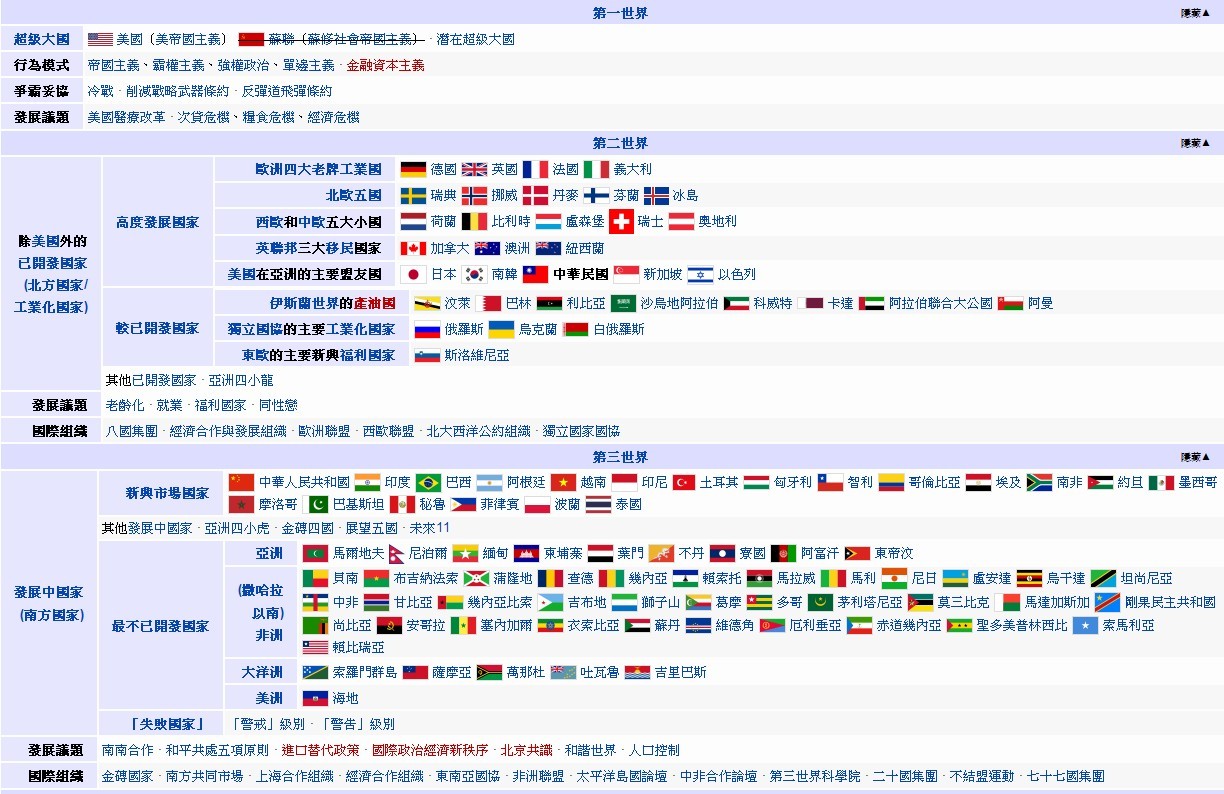 第一世界 隱藏▲
超級大國 美國（美帝國主義） 蘇聯（蘇修社會帝國主義）· 潛在超級大國
行為模式 帝國主義、霸權主義、強權政治、單邊主義 · 金融資本主義
爭霸妥協 冷戰 · 削減戰略武器條約 · 反彈道飛彈條約
發展議題 美國醫療改革 · 次貸危機、糧食危機、經濟危機
第二世界 隱藏▲
除美國外的
已開發國家
(北方國家/
工業化國家)
高度發展國家
歐洲四大老牌工業國 德國 英國 法國 義大利
北歐五國 瑞典 挪威 丹麥 芬蘭 冰島
西歐和中歐五大小國 荷蘭 比利時 盧森堡 瑞士 奧地利
英聯邦三大移民國家 加拿大 澳洲 紐西蘭
美國在亞洲的主要盟友國 日本 南韓 中華民國 新加坡 以色列
較已開發國家
伊斯蘭世界的產油國 汶萊 巴林 利比亞 沙烏地阿拉伯 科威特 卡達 阿拉伯聯合大公國 阿曼
獨立國協的主要工業化國家 俄羅斯 烏克蘭 白俄羅斯
東歐的主要新興福利國家 斯洛維尼亞
其他已開發國家 · 亞洲四小龍
發展議題 老齡化 · 就業 · 福利國家 · 同性戀
國際組織 八國集團 · 經濟合作與發展組織 · 歐洲聯盟 · 西歐聯盟 · 北大西洋公約組織 · 獨立國家國協
第三世界 隱藏▲
發展中國家
(南方國家)
新興市場國家
中華人民共和國 印度 巴西 阿根廷 越南 印尼 土耳其 匈牙利 智利 哥倫比亞 埃及 南非 約旦 墨西哥
摩洛哥 巴基斯坦 秘魯 菲律賓 波蘭 泰國
其他發展中國家 · 亞洲四小虎 · 金磚四國 · 展望五國 · 未來11
最不已開發國家
亞洲 馬爾地夫 尼泊爾 緬甸 柬埔寨 葉門 不丹 寮國 阿富汗 東帝汶
(撒哈拉
以南)
非洲
貝南 布吉納法索 蒲隆地 查德 幾內亞 賴索托 馬拉威 馬利 尼日 盧安達 烏干達 坦尚尼亞
中非 甘比亞 幾內亞比索 吉布地 獅子山 葛摩 多哥 茅利塔尼亞 莫三比克 馬達加斯加 剛果民主共和國
尚比亞 安哥拉 塞內加爾 衣索比亞 蘇丹 維德角 厄利垂亞 赤道幾內亞 聖多美普林西比 索馬利亞
賴比瑞亞
大洋洲 索羅門群島 薩摩亞 萬那杜 吐瓦魯 吉里巴斯
美洲 海地
「失敗國家」 「警戒」級別 · 「警告」級別
發展議題 南南合作 · 和平共處五項原則 · 進口替代政策 · 國際政治經濟新秩序 · 北京共識 · 和諧世界 · 人口控制
國際組織 金磚國家 · 南方共同市場 · 上海合作組織 · 經濟合作組織 · 東南亞國協 · 非洲聯盟 · 太平洋島國論壇 · 中非合作論壇 · 第三世界科學院 · 二十國集團 · 不結盟運動 · 七十七國集團